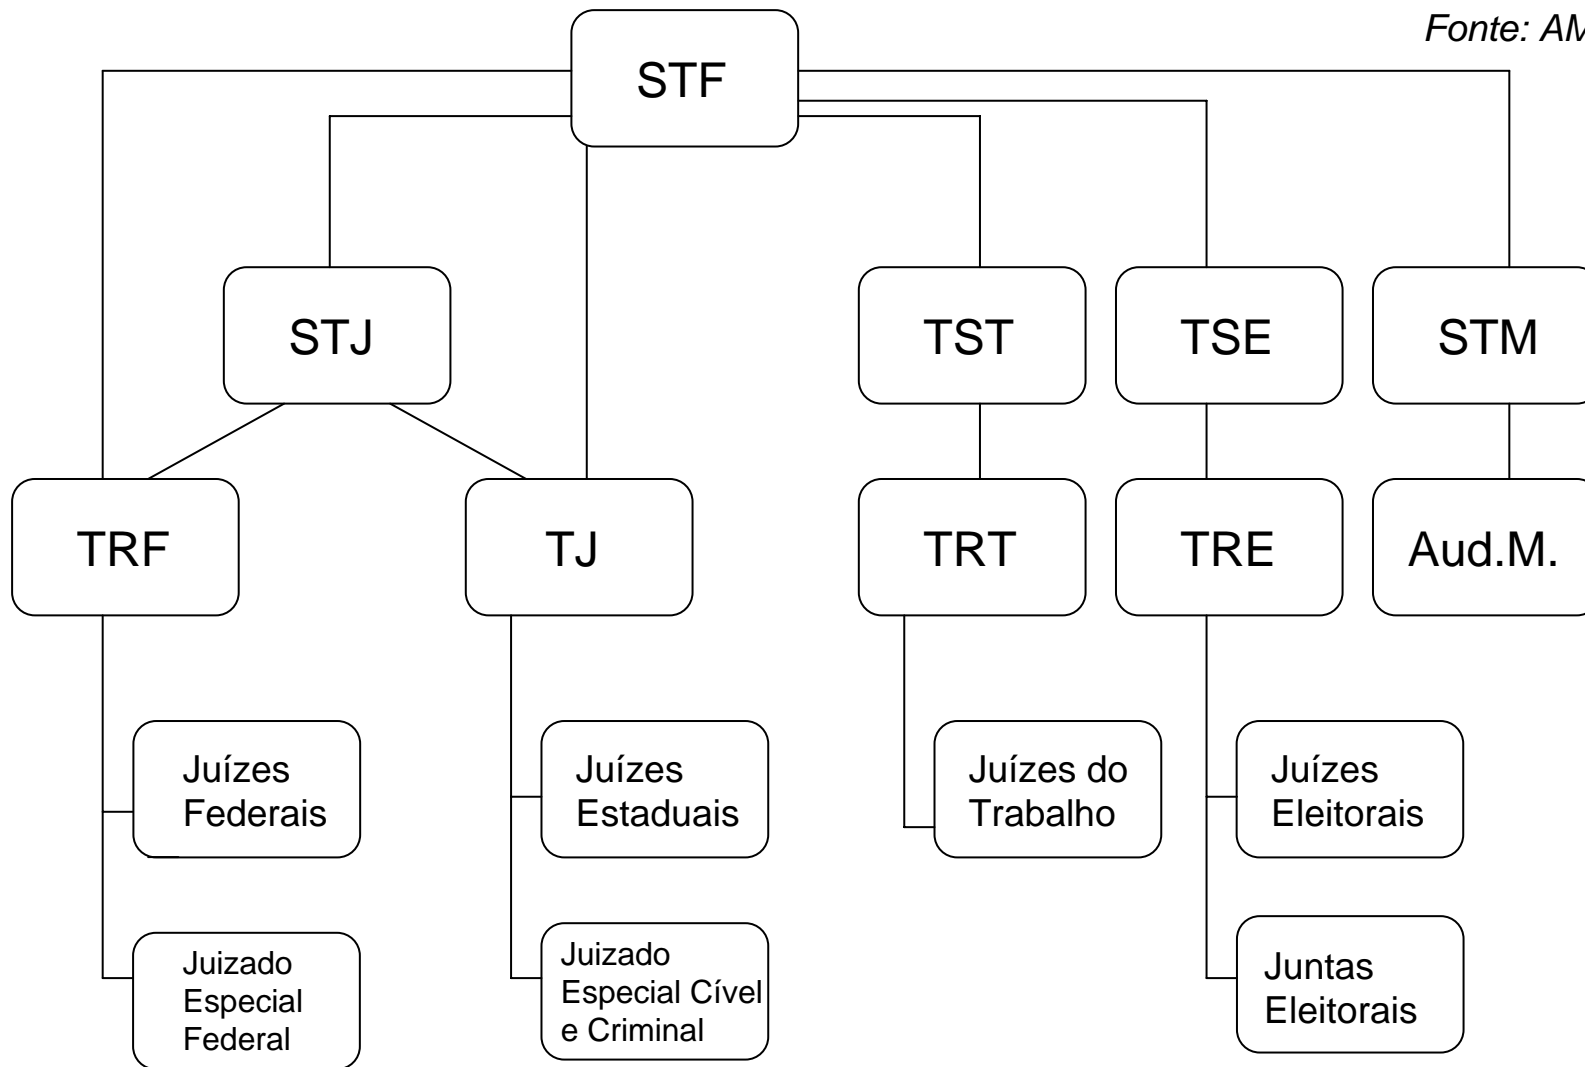 Fonte: AM
STF
STJ
TST
TSE
STM
TRF
TJ
TRT
TRE
Aud.M.
Juízes
Federais
Juízes
Estaduais
Juízes do
Trabalho
Juízes
Eleitorais
Juizado
Especial
Federal
Juizado
Especial Cível
e Criminal
Juntas
Eleitorais